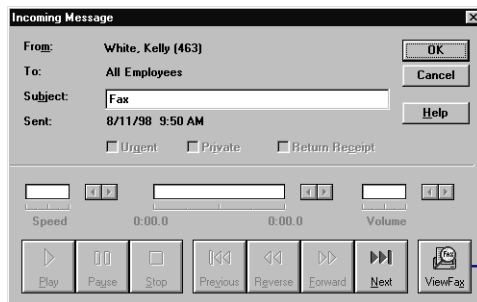 Incoming Message
From: White, Kelly (463)
OK
To: All Employees
Cancel
Subject: Fax
Help
Sent: 8/11/98 9:50 AM
Urgent Private Return Receipt
Speed 0:00.0 0:00.0 Volume
Fax
Play Pause Stop Previous Reverse Forward Next ViewFax